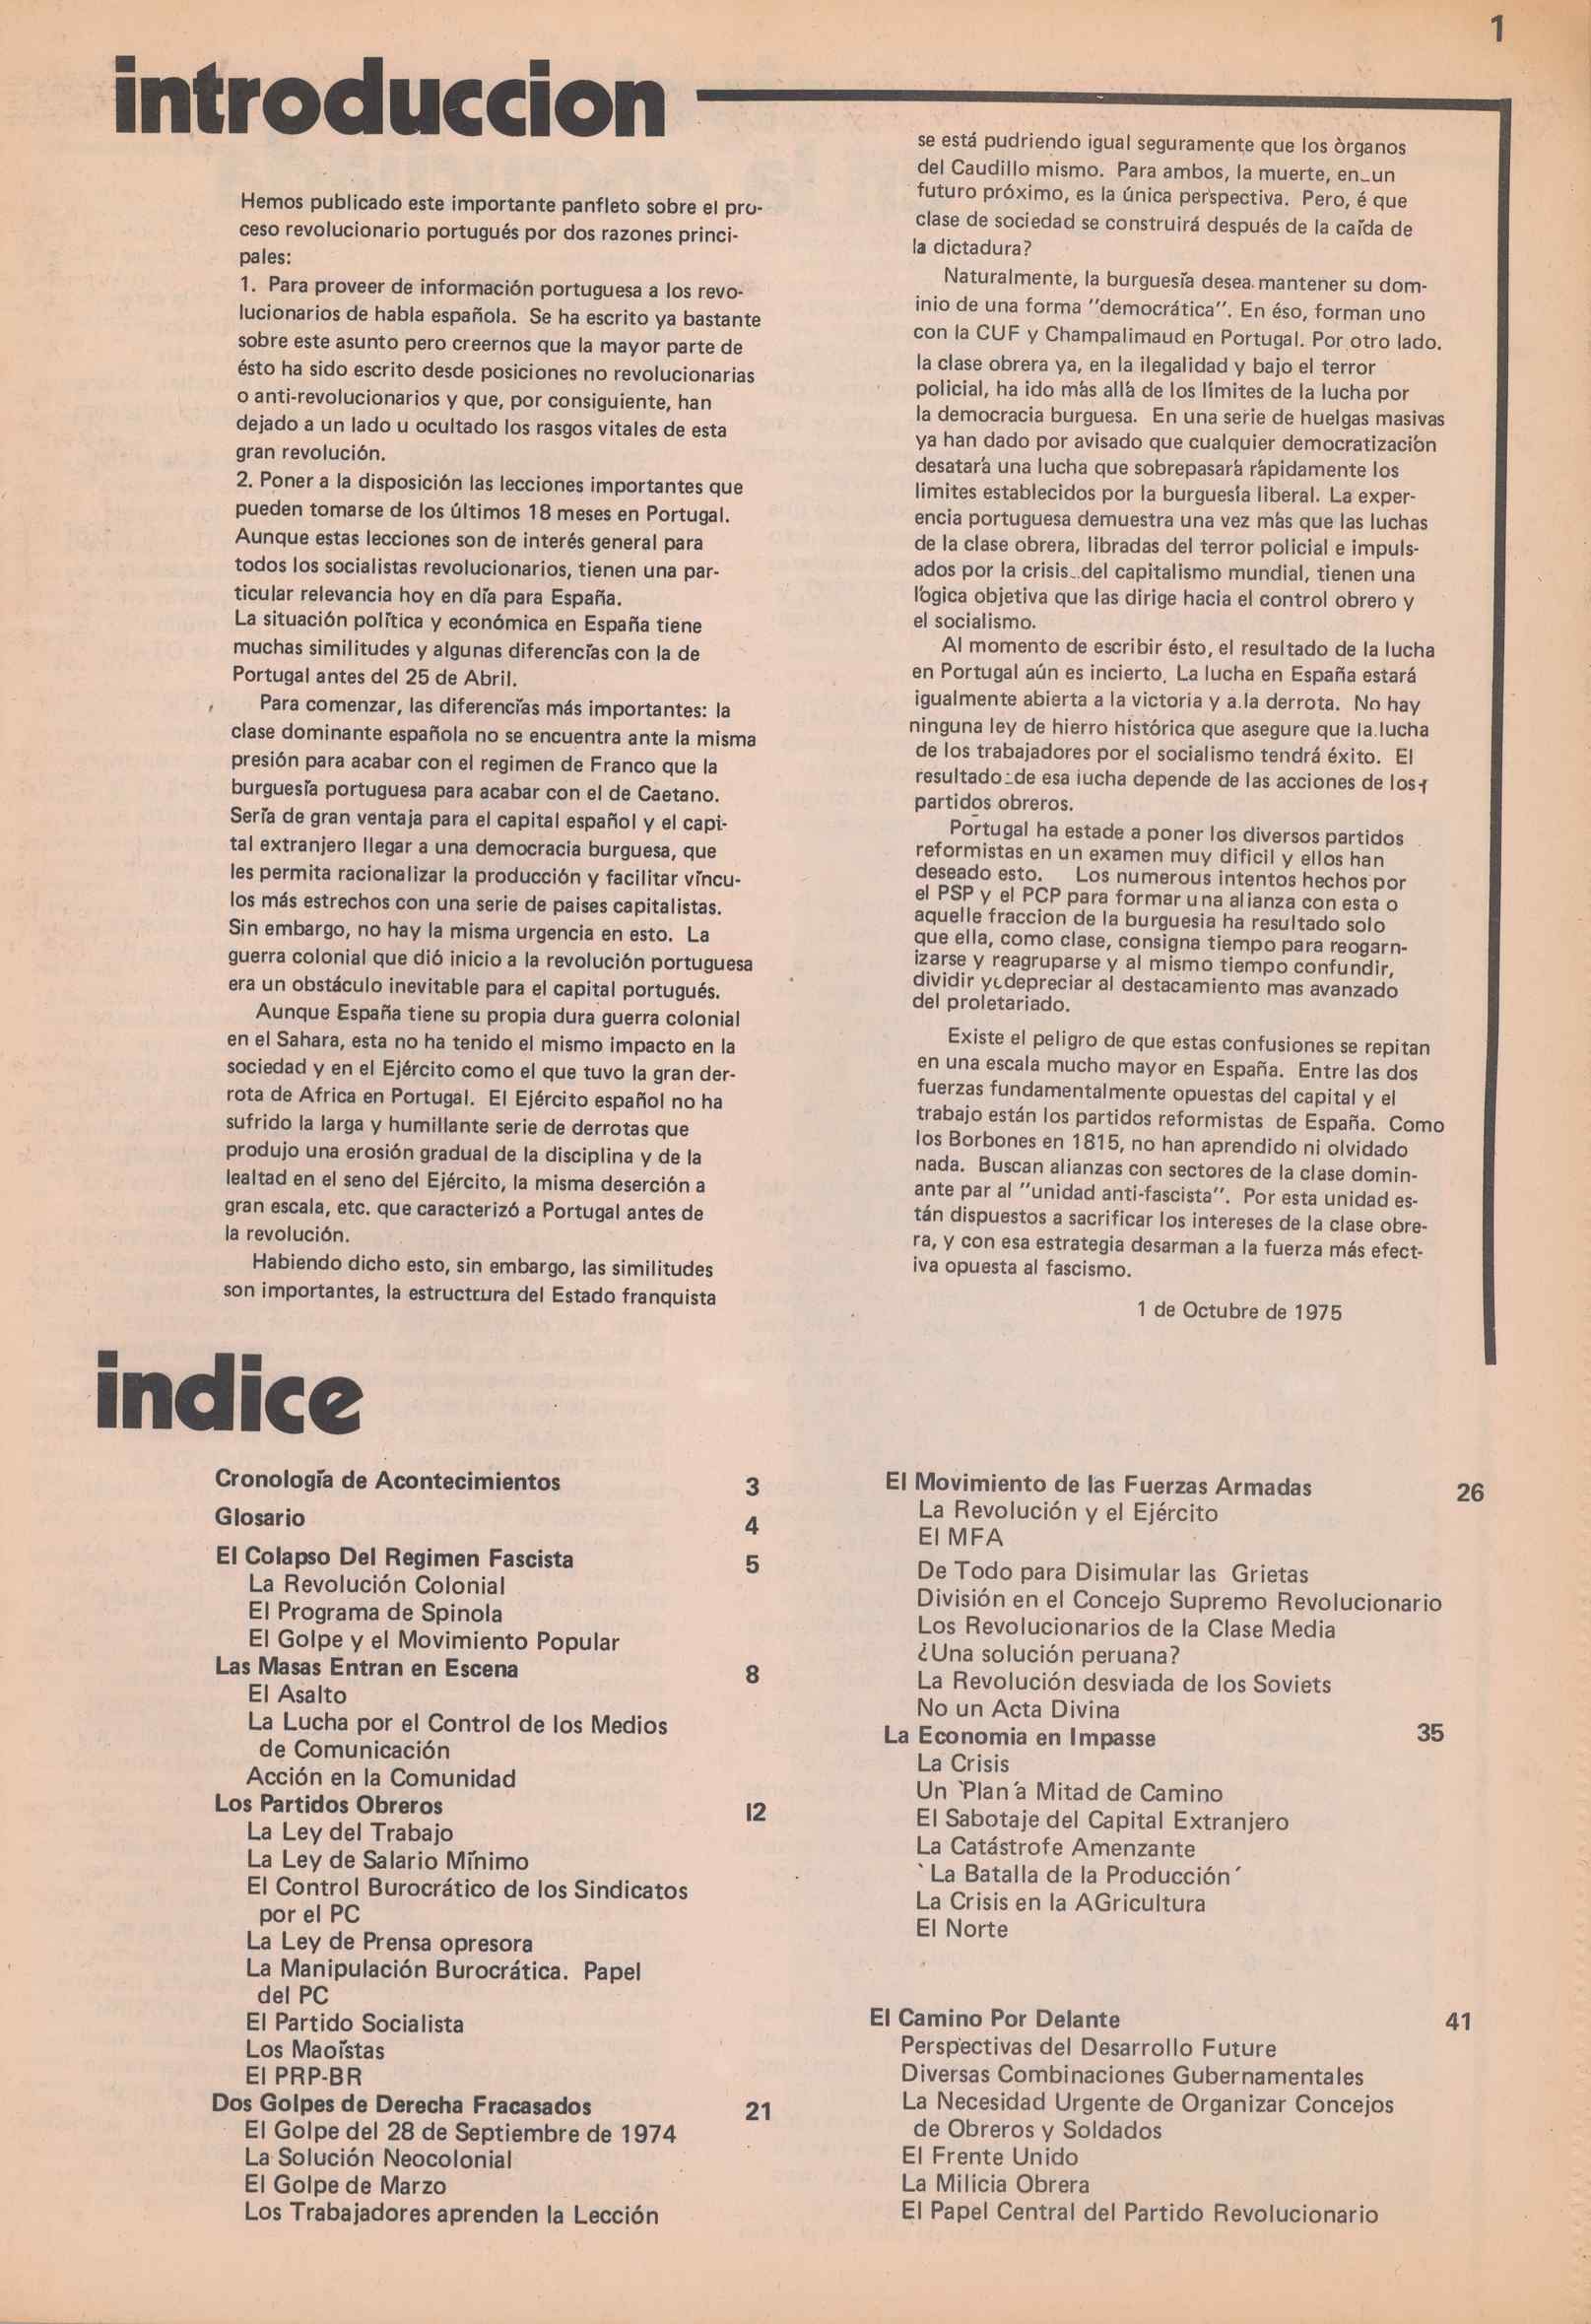 1
introduccion
Hemos publicado este importante panfleto sobre el pro-
ceso revolucionario portugués por dos razones princi-
pales:
1. Para proveer de información portuguesa a los revo-
lucionarios de habla española. Se ha escrito ya bastante
sobre este asunto pero creernos que la mayor parte de
ésto ha sido escrito desde posiciones no revolucionarias
o anti-revolucionarios y que, por consiguiente, han
dejado a un lado u ocultado los rasgos vitales de esta
gran revolución.
2. Poner a la disposición las lecciones importantes que
pueden tomarse de los últimos 18 meses en Portugal.
Aunque estas lecciones son de interés general para
todos los socialistas revolucionarios, tienen una par-
ticular relevancia hoy en día para España.
La situación política y económica en España tiene
muchas similitudes y algunas diferencías con la de
Portugal antes del 25 de Abril.
Para comenzar, las diferencías más importantes: la
clase dominante española no se encuentra ante la misma
presión para acabar con el regimen de Franco que la
burguesía portuguesa para acabar con el de Caetano.
Sería de gran ventaja para el capital español y el capi-
tal extranjero llegar a una democracia burguesa, que
les permita racionalizar la producción y facilitar víncu-
los más estrechos con una serie de paises capitalistas.
Sin embargo, no hay la misma urgencia en esto. La
guerra colonial que dió inicio a la revolución portuguesa
era un obstáculo inevitable para el capital portugués.
Aunque España tiene su propia dura guerra colonial
en el Sahara, esta no ha tenido el mismo impacto en la
sociedad y en el Ejército como el que tuvo la gran der-
rota de Africa en Portugal. El Ejército español no ha
sufrido la larga y humillante serie de derrotas que
produjo una erosión gradual de la disciplina y de la
lealtad en el seno del Ejército, la misma deserción a
gran escala, etc. que caracterizó a Portugal antes de
la revolución.
Habiendo dicho esto, sin embargo, las similitudes
son importantes, la estructrura del Estado franquista
se está pudriendo igual seguramente que los òrganos
del Caudillo mismo. Para ambos, la muerte, en un
futuro próximo, es la única perspectiva. Pero, é que
clase de sociedad se construirá después de la caída de
la dictadura?
Naturalmente, la burguesía desea mantener su dom-
inio de una forma "democrática". En éso, forman uno
con la CUF y Champalimaud en Portugal. Por otro lado.
la clase obrera ya, en la ilegalidad y bajo el terror
policial, ha ido más allá de los límites de la lucha por
la democracia burguesa. En una serie de huelgas masivas
ya han dado por avisado que cualquier democratización
desatará una lucha que sobrepasará rápidamente los
limites establecidos por la burguesía liberal. La exper-
encia portuguesa demuestra una vez más que las luchas
de la clase obrera, libradas del terror policial e impuls-
ados por la crisis del capitalismo mundial, tienen una
lógica objetiva que las dirige hacia el control obrero y
el socialismo.
Al momento de escribir ésto, el resultado de la lucha
en Portugal aún es incierto. La lucha en España estará
igualmente abierta a la victoria y a la derrota. No hay
ninguna ley de hierro histórica que asegure que la lucha
de los trabajadores por el socialismo tendrá éxito. El
resultado de esa lucha depende de las acciones de los
partidos obreros.
Portugal ha estade a poner los diversos partidos
reformistas en un examen muy dificil y ellos han
deseado esto. Los numerous intentos hechos por
el PSP y el PCP para formar una alianza con esta o
aquelle fraccion de la burguesia ha resultado solo
que ella, como clase, consigna tiempo para reogarn-
izarse y reagruparse y al mismo tiempo confundir,
dividir y depreciar al destacamiento mas avanzado
del proletariado.
Existe el peligro de que estas confusiones se repitan
en una escala mucho mayor en España. Entre las dos
fuerzas fundamentalmente opuestas del capital y el
trabajo están los partidos reformistas de España. Como
los Borbones en 1815, no han aprendido ni olvidado
nada. Buscan alianzas con sectores de la clase domin-
ante par al "unidad anti-fascista". Por esta unidad es-
tán dispuestos a sacrificar los intereses de la clase obre-
ra, y con esa estrategia desarman a la fuerza más efect-
iva opuesta al fascismo.
1 de Octubre de 1975
indice
Cronología de Acontecimientos 3
Glosario 4
El Colapso Del Regimen Fascista 5
La Revolución Colonial
El Programa de Spinola
El Golpe y el Movimiento Popular
Las Masas Entran en Escena 8
El Asalto
La Lucha por el Control de los Medios
de Comunicación
Acción en la Comunidad
Los Partidos Obreros 12
La Ley del Trabajo
La Ley de Salario Mínimo
El Control Burocrático de los Sindicatos
por el PC
La Ley de Prensa opresora
La Manipulación Burocrática. Papel
del PC
El Partido Socialista
Los Maoístas
El PRP-BR
Dos Golpes de Derecha Fracasados 21
El Golpe del 28 de Septiembre de 1974
La Solución Neocolonial
El Golpe de Marzo
Los Trabajadores aprenden la Lección
El Movimiento de las Fuerzas Armadas 26
La Revolución y el Ejército
El MFA
De Todo para Disimular las Grietas
División en el Concejo Supremo Revolucionario
Los Revolucionarios de la Clase Media
¿Una solución peruana?
La Revolución desviada de los Soviets
No un Acta Divina
La Economia en Impasse 35
La Crisis
Un `Plan´a Mitad de Camino
El Sabotaje del Capital Extranjero
La Catástrofe Amenzante
`La Batalla de la Producción´
La Crisis en la AGricultura
El Norte
El Camino Por Delante 41
Perspectivas del Desarrollo Future
Diversas Combinaciones Gubernamentales
La Necesidad Urgente de Organizar Concejos
de Obreros y Soldados
El Frente Unido
La Milicia Obrera
El Papel Central del Partido Revolucionario